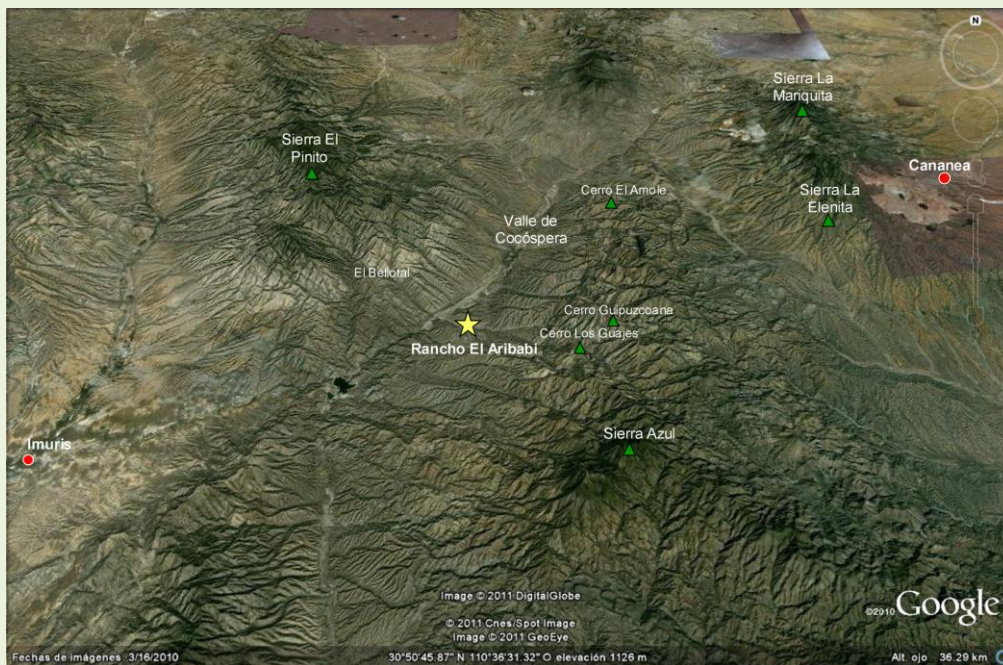 N
Sierra La
Mariquita
Sierra El
Pinito
Cananea
Cerro El Amole
Sierra La
Elenita
Valle de
Cocóspera
El Bellotal
Cerro Guipuzcoana
Cerro Los Guajes
Rancho El Aribabi
Sierra Azul
Imuris
Image © 2011 DigitalGlobe
© 2011 Cnes/Spot Image
Image © 2011 GeoEye
©2010 Google
Fechas de imágenes: 3/16/2010
30°50'45.87" N 110°36'31.32" O elevación 1126 m
Alt. ojo 36.29 km